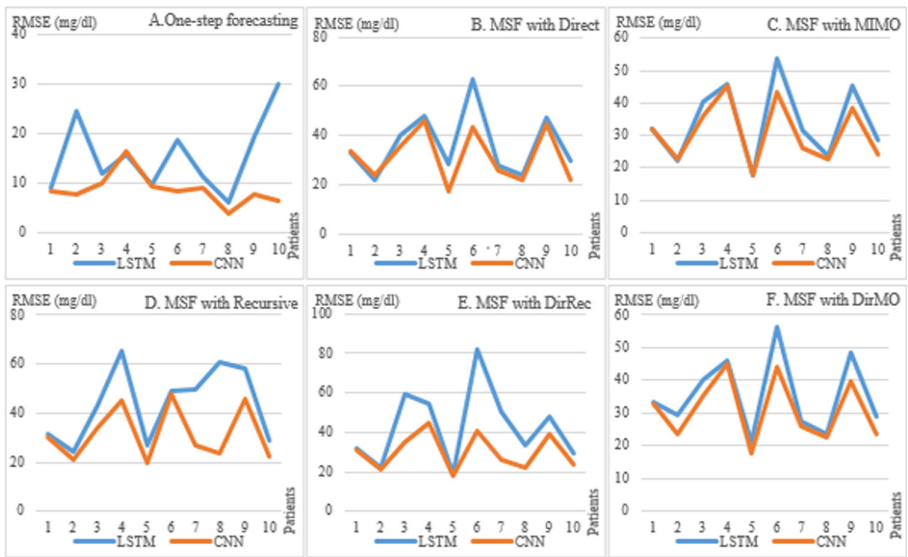 RMSE (mg/dl) A.One-step forecasting
40
30
20
10
0
1 2 3 4 5 6 7 8 9 10
Patients
LSTM CNN
RMSE (mg/dl) B. MSF with Direct
80
60
40
20
0
1 2 3 4 5 6 7 8 9 10
Patients
LSTM CNN
RMSE (mg/dl) C. MSF with MIMO
60
50
40
30
20
10
0
1 2 3 4 5 6 7 8 9 10
Patients
LSTM CNN
RMSE (mg/dl) D. MSF with Recursive
80
60
40
20
0
1 2 3 4 5 6 7 8 9 10
Patients
LSTM CNN
RMSE (mg/dl) E. MSF with DirRec
100
80
60
40
20
0
1 2 3 4 5 6 7 8 9 10
Patients
LSTM CNN
RMSE (mg/dl) F. MSF with DirMO
60
50
40
30
20
10
0
1 2 3 4 5 6 7 8 9 10
Patients
LSTM CNN